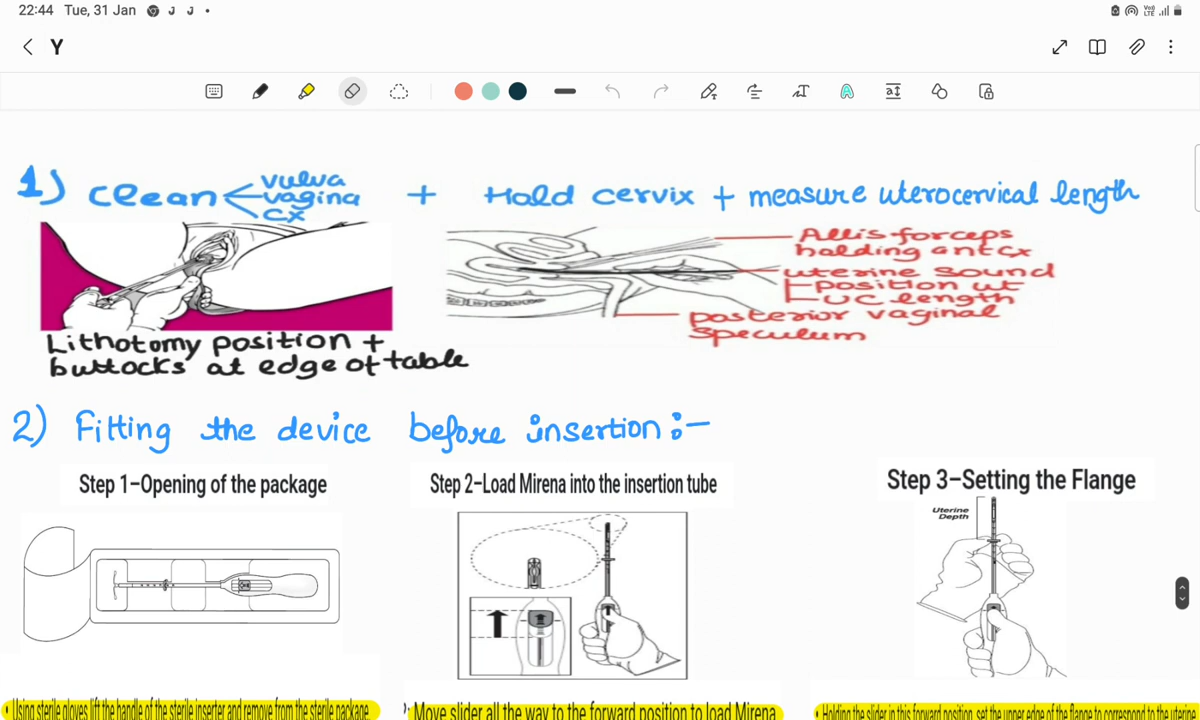 22:44 Tue, 31 Jan
Y
1) Clean vulva vagina cx + Hold cervix + measure uterocervical length
Allis forceps
holding ant cx
uterine sound
position ut
UC length
posterior vaginal
speculum
Lithotomy position +
buttocks at edge of table
2) Fitting the device before insertion :-
Step 1–Opening of the package
Step 2–Load Mirena into the insertion tube
Step 3–Setting the Flange
Uterine
Depth
• Using sterile gloves lift the handle of the sterile inserter and remove from the sterile package
Move slider all the way to the forward position to load Mirena
• Holding the slider in this forward position, set the upper edge of the flange to correspond to the uterine